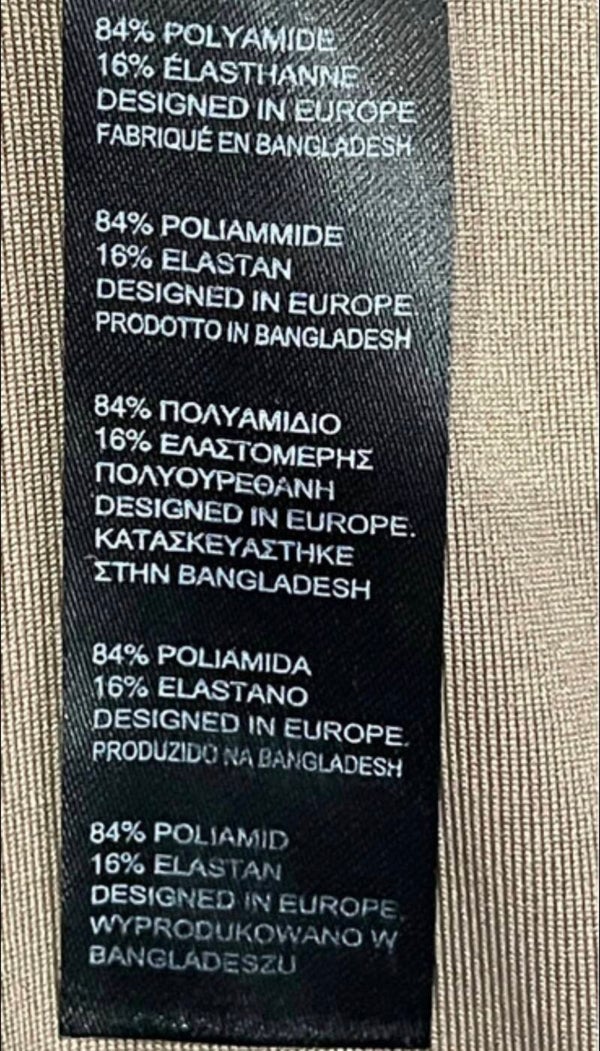 84% POLYAMIDE
16% ÉLASTHANNE
DESIGNED IN EUROPE
FABRIQUÉ EN BANGLADESH
84% POLIAMMIDE
16% ELASTAN
DESIGNED IN EUROPE
PRODOTTO IN BANGLADESH
84% ΠΟΛΥΑΜΙΔΙΟ
16% ΕΛΑΣΤΟΜΕΡΗΣ
ΠΟΛΥΟΥΡΕΘΑΝΗ
DESIGNED IN EUROPE.
ΚΑΤΑΣΚΕΥΑΣΤΗΚΕ
ΣΤΗΝ BANGLADESH
84% POLIAMIDA
16% ELASTANO
DESIGNED IN EUROPE.
PRODUZIDO NA BANGLADESH
84% POLIAMID
16% ELASTAN
DESIGNED IN EUROPE.
WYPRODUKOWANO W
BANGLADESZU